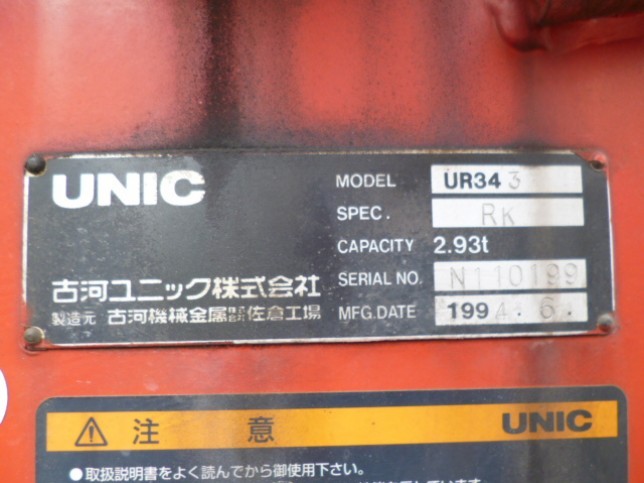 UNIC
MODEL UR34 3
SPEC. RK
CAPACITY 2.93t
SERIAL NO. N110199
MFG.DATE 1994.6.
古河ユニック株式会社
製造元 古河機械金属㈱佐倉工場
⚠ 注 意 UNIC
●取扱説明書をよく読んでから御使用下さい。